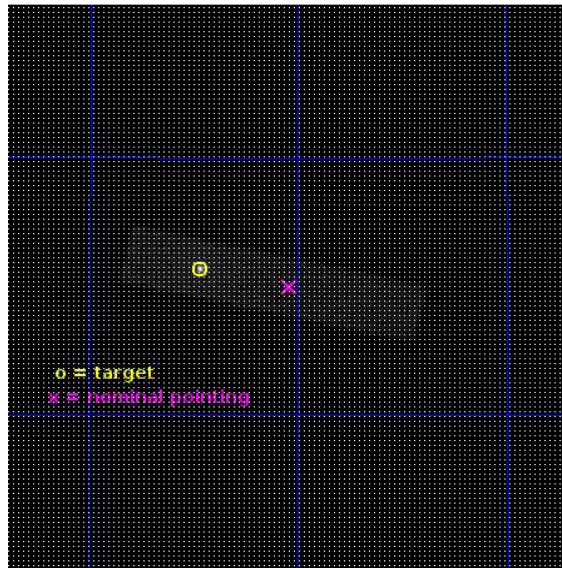 o = target
x = nominal pointing